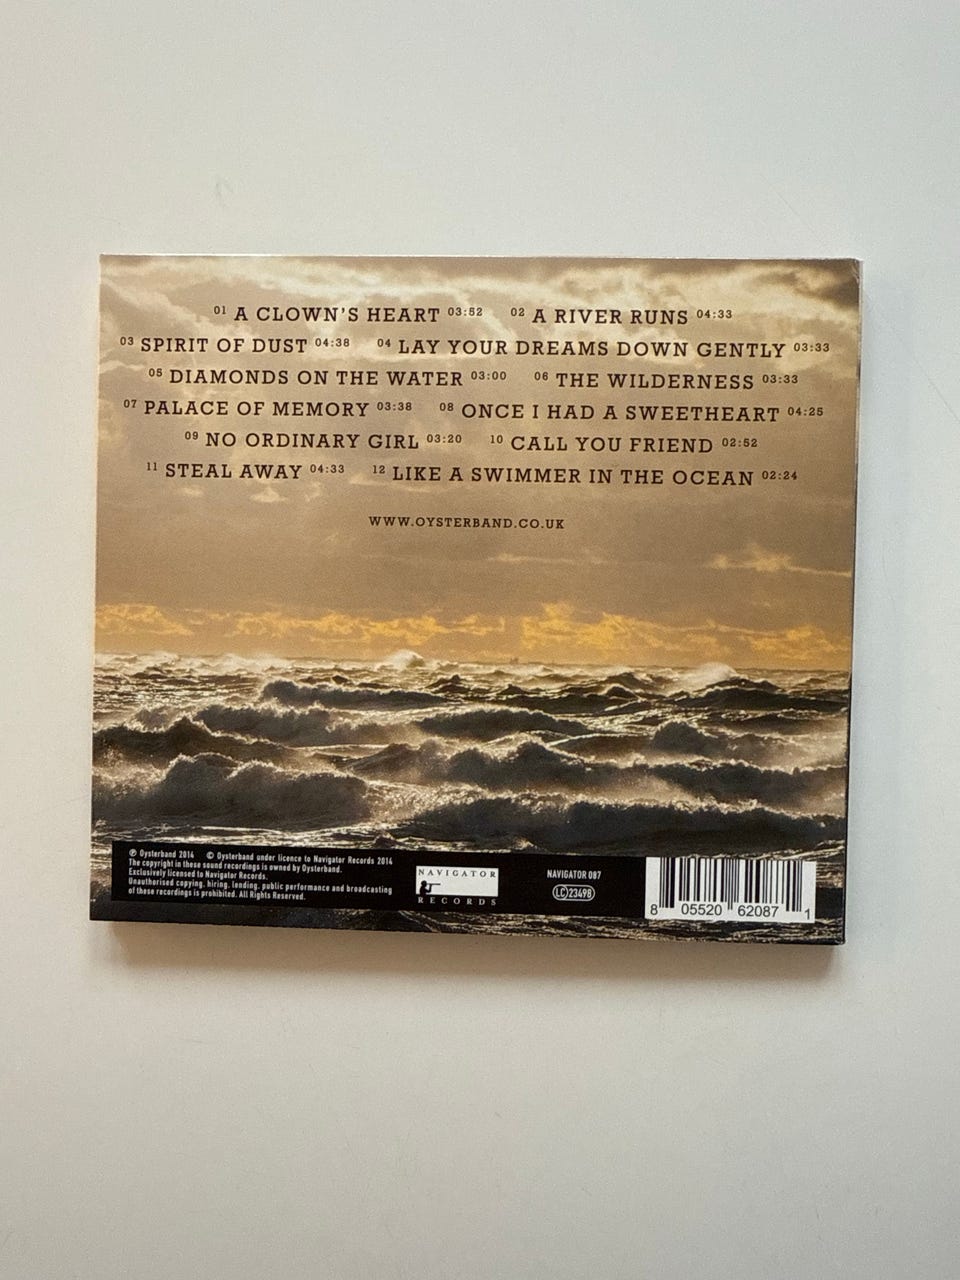 01 A CLOWN'S HEART 03:52 02 A RIVER RUNS 04:33
03 SPIRIT OF DUST 04:38 04 LAY YOUR DREAMS DOWN GENTLY 03:33
05 DIAMONDS ON THE WATER 03:00 06 THE WILDERNESS 03:33
07 PALACE OF MEMORY 03:38 08 ONCE I HAD A SWEETHEART 04:25
09 NO ORDINARY GIRL 03:20 10 CALL YOU FRIEND 02:52
11 STEAL AWAY 04:33 12 LIKE A SWIMMER IN THE OCEAN 02:24
WWW.OYSTERBAND.CO.UK
℗ Oysterband 2014 © Oysterband under licence to Navigator Records 2014
The copyright in these sound recordings is owned by Oysterband.
Exclusively licensed to Navigator Records.
Unauthorised copying, hiring, lending, public performance and broadcasting
of these recordings is prohibited. All Rights Reserved.
NAVIGATOR
RECORDS
NAVIGATOR 087
LC 23498
8 05520 62087 1